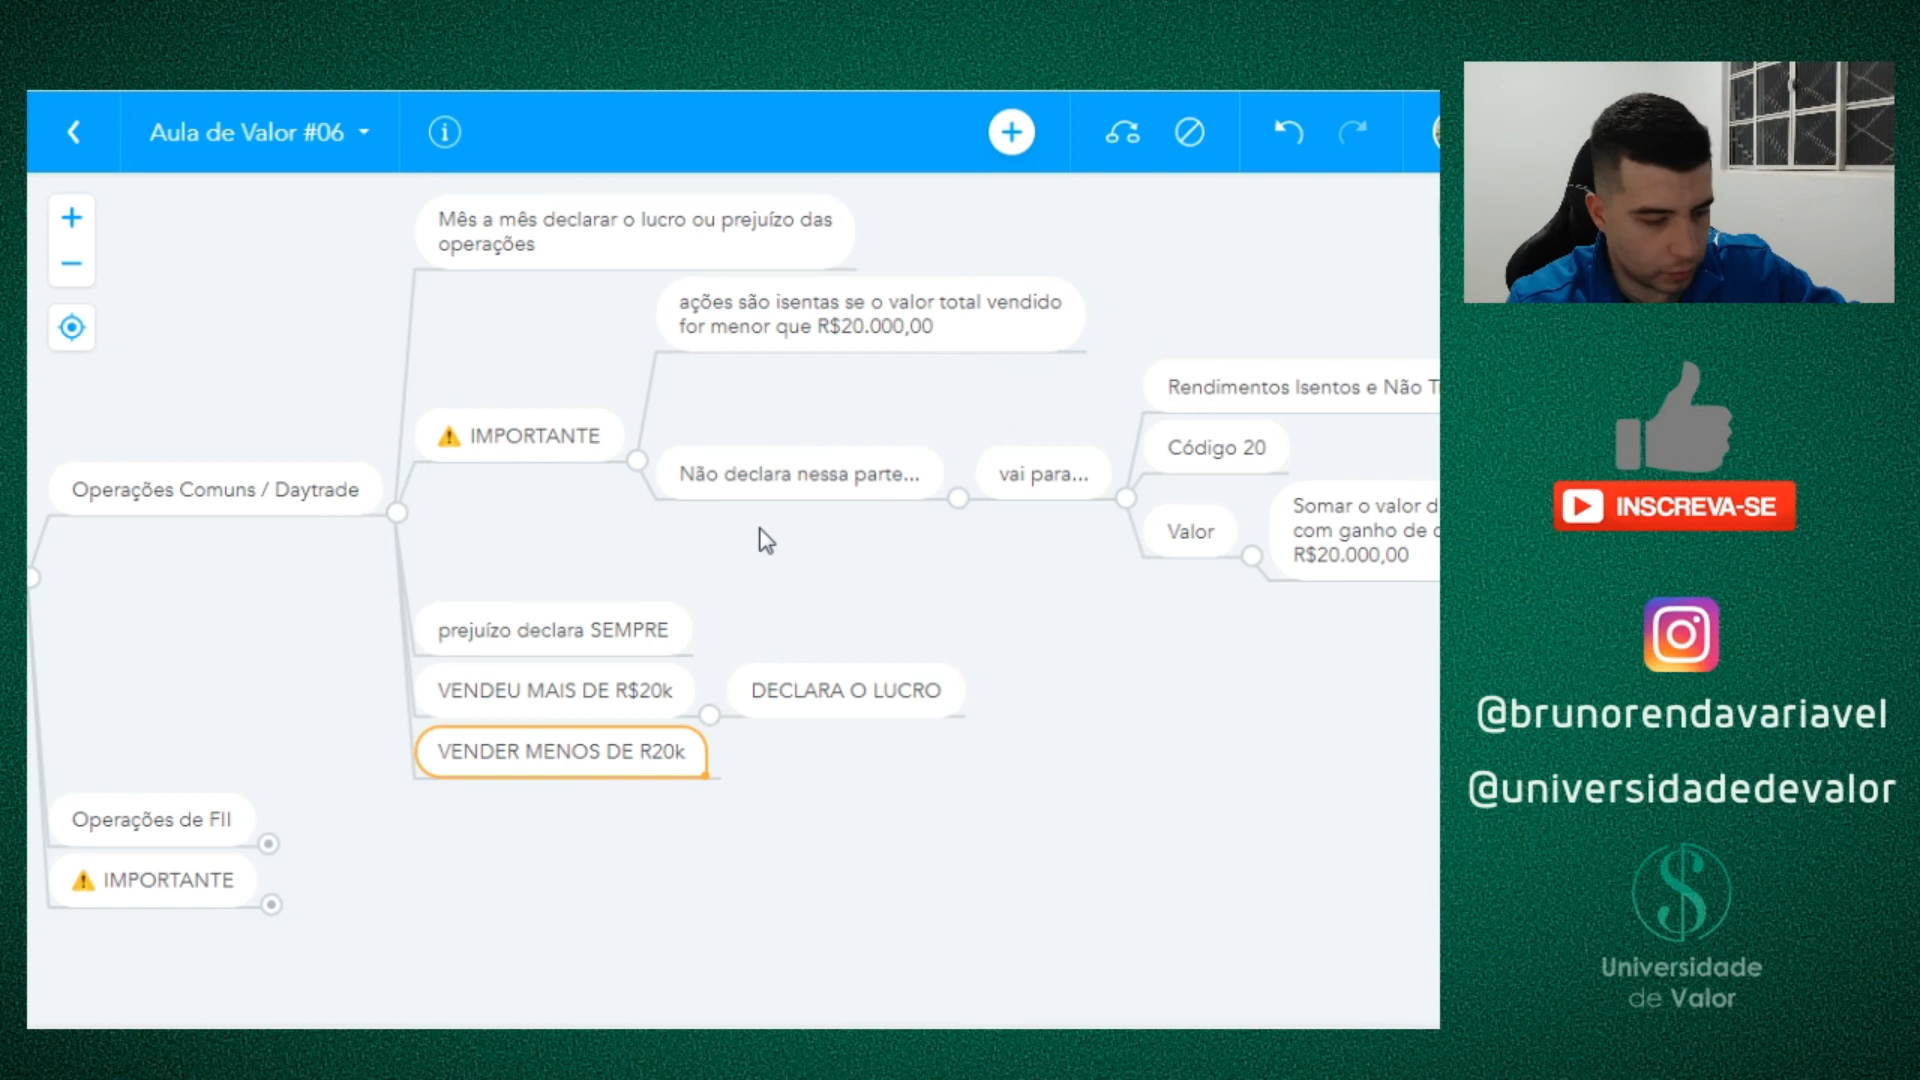 Aula de Valor #06
Mês a mês declarar o lucro ou prejuízo das
operações
ações são isentas se o valor total vendido
for menor que R$20.000,00
Rendimentos Isentos e Não T
⚠ IMPORTANTE
Código 20
Não declara nessa parte...
vai para...
Operações Comuns / Daytrade
Somar o valor d
com ganho de c
R$20.000,00
Valor
prejuízo declara SEMPRE
VENDEU MAIS DE R$20k
DECLARA O LUCRO
VENDER MENOS DE R20k
Operações de FII
⚠ IMPORTANTE
INSCREVA-SE
@brunorendavariavel
@universidadedevalor
Universidade
de Valor